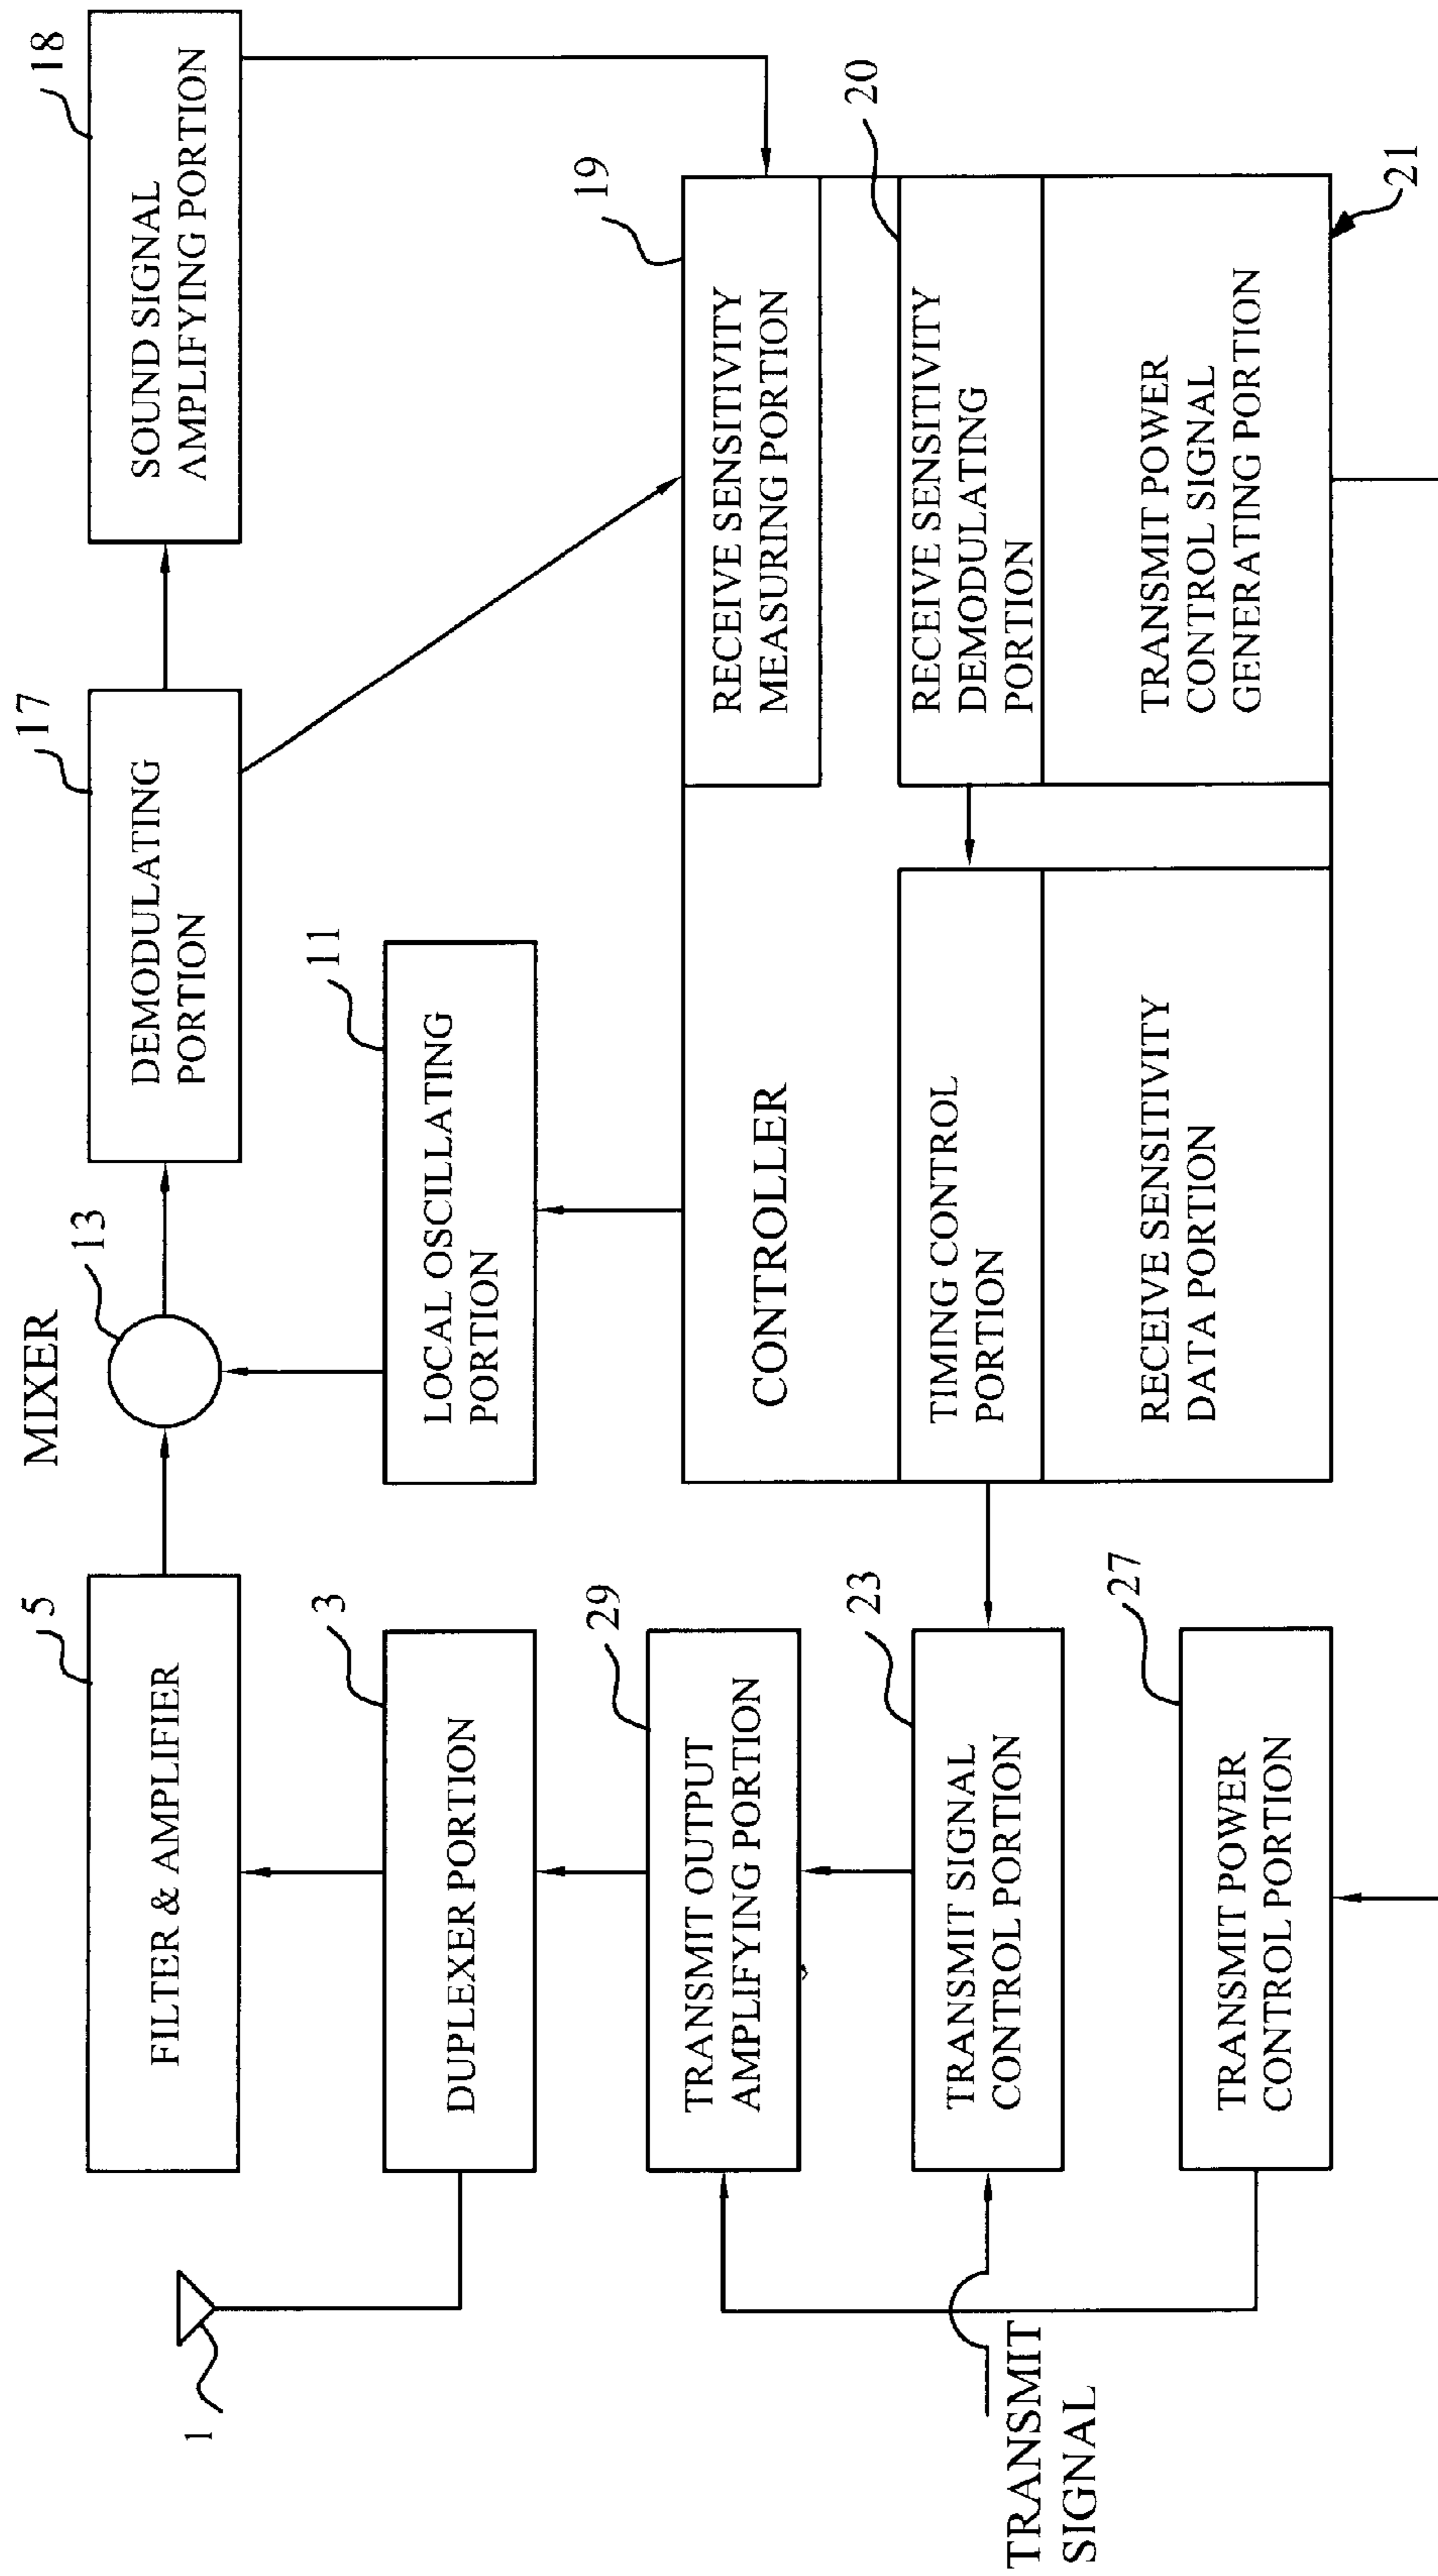 1
FILTER & AMPLIFIER
5
MIXER
13
DEMODULATING
PORTION
17
SOUND SIGNAL
AMPLIFYING PORTION
18
DUPLEXER PORTION
3
LOCAL OSCILLATING
PORTION
11
TRANSMIT OUTPUT
AMPLIFYING PORTION
29
CONTROLLER
RECEIVE SENSITIVITY
MEASURING PORTION
19
TRANSMIT
SIGNAL
TRANSMIT SIGNAL
CONTROL PORTION
23
TIMING CONTROL
PORTION
RECEIVE SENSITIVITY
DEMODULATING
PORTION
20
TRANSMIT POWER
CONTROL PORTION
27
RECEIVE SENSITIVITY
DATA PORTION
TRANSMIT POWER
CONTROL SIGNAL
GENERATING PORTION
21